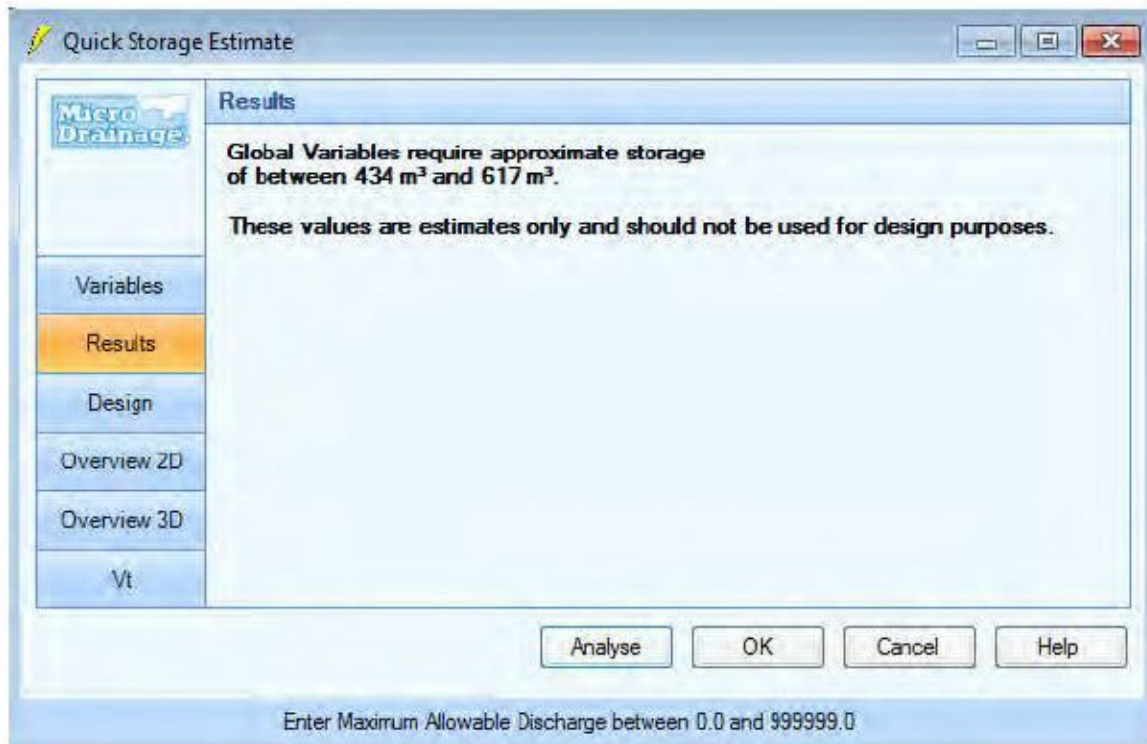 Quick Storage Estimate
Micro
Drainage
Results
Global Variables require approximate storage
of between 434 m³ and 617 m³.
These values are estimates only and should not be used for design purposes.
Variables
Results
Design
Overview 2D
Overview 3D
Vt
Analyse
OK
Cancel
Help
Enter Maximum Allowable Discharge between 0.0 and 999999.0